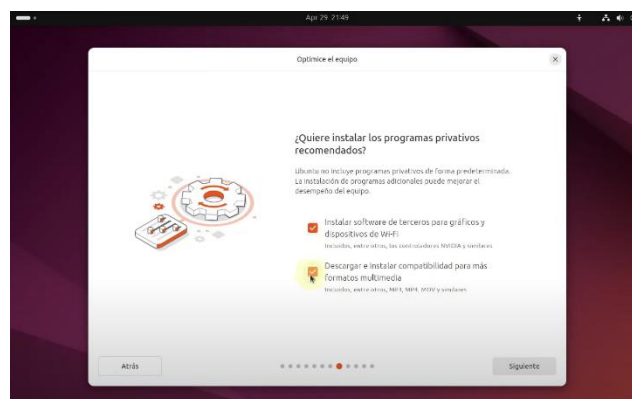 Apr 29 21:49
Optimice el equipo
¿Quiere instalar los programas privativos
recomendados?
Ubuntu no incluye programas privativos de forma predeterminada.
La instalación de programas adicionales puede mejorar el
desempeño del equipo.
Instalar software de terceros para gráficos y
dispositivos de Wi-Fi
Incluidos, entre otros, los controladores NVIDIA y similares
Descargar e instalar compatibilidad para más
formatos multimedia
Incluidos, entre otros, MP3, MP4, MOV y similares
Atrás
Siguiente